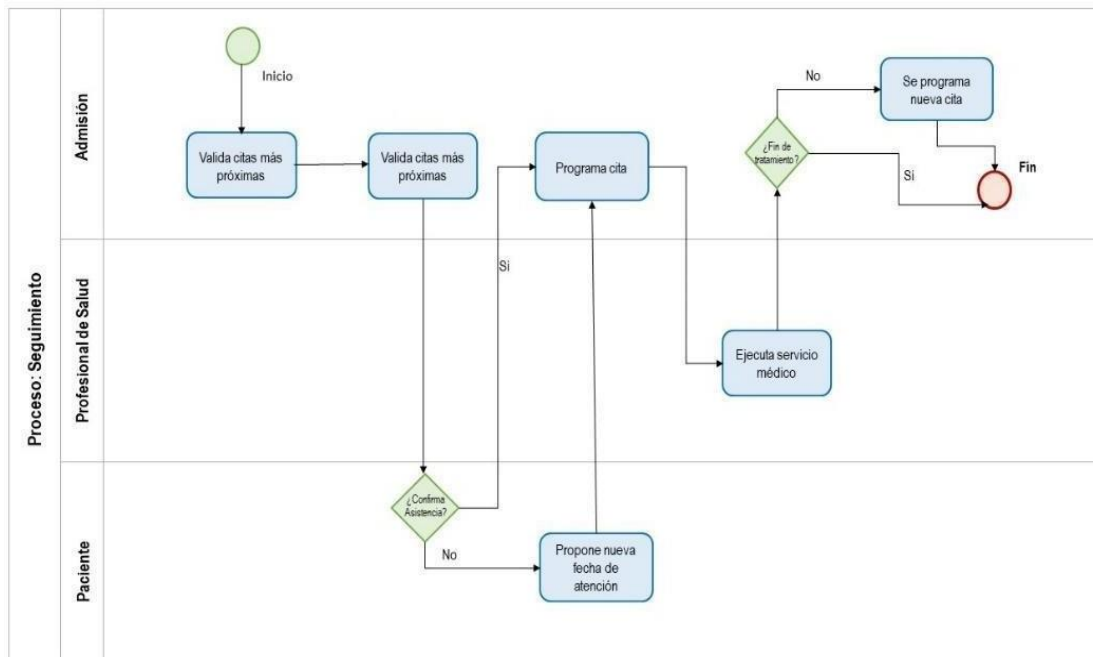 Proceso: Seguimiento
Admisión
Inicio
Valida citas más
próximas
Valida citas más
próximas
Programa cita
¿Fin de
tratamiento?
No
Se programa
nueva cita
Si
Fin
Profesional de Salud
Si
Ejecuta servicio
médico
Paciente
¿Confirma
Asistencia?
No
Propone nueva
fecha de
atención